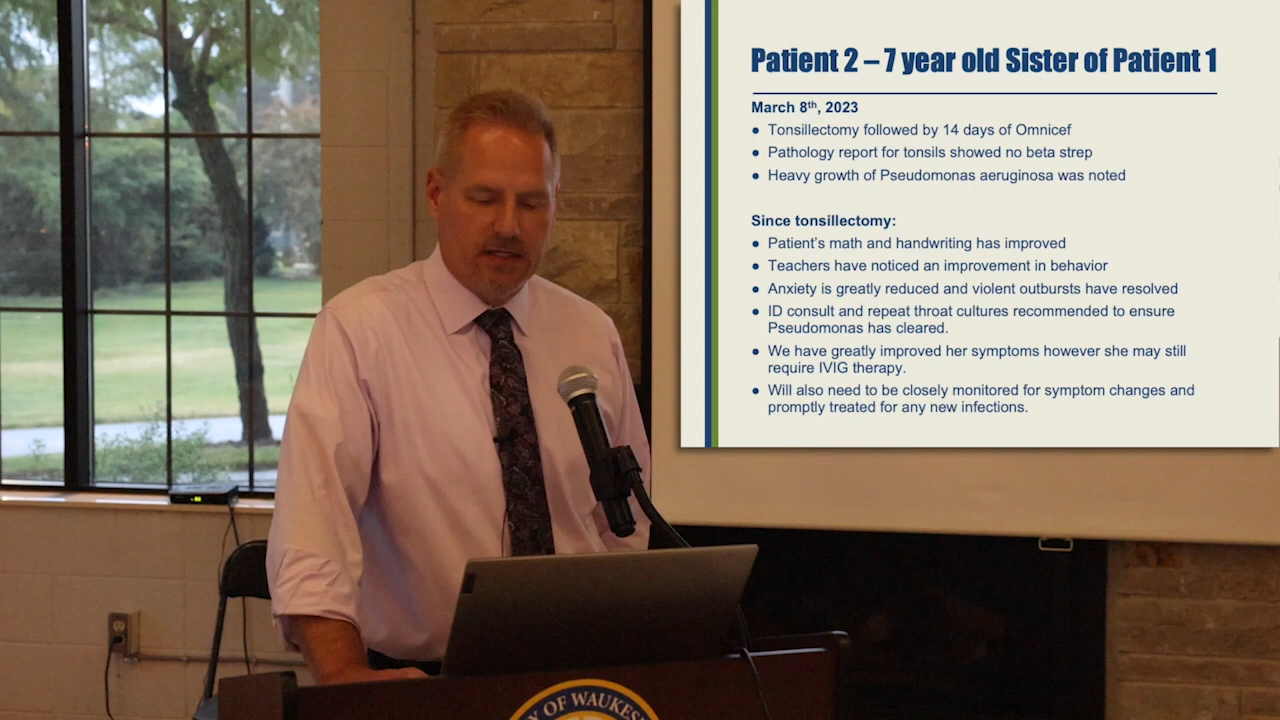 Patient 2 – 7 year old Sister of Patient 1
March 8th, 2023
● Tonsillectomy followed by 14 days of Omnicef
● Pathology report for tonsils showed no beta strep
● Heavy growth of Pseudomonas aeruginosa was noted
Since tonsillectomy:
● Patient's math and handwriting has improved
● Teachers have noticed an improvement in behavior
● Anxiety is greatly reduced and violent outbursts have resolved
● ID consult and repeat throat cultures recommended to ensure
Pseudomonas has cleared.
● We have greatly improved her symptoms however she may still
require IVIG therapy.
● Will also need to be closely monitored for symptom changes and
promptly treated for any new infections.
OF WAUKES